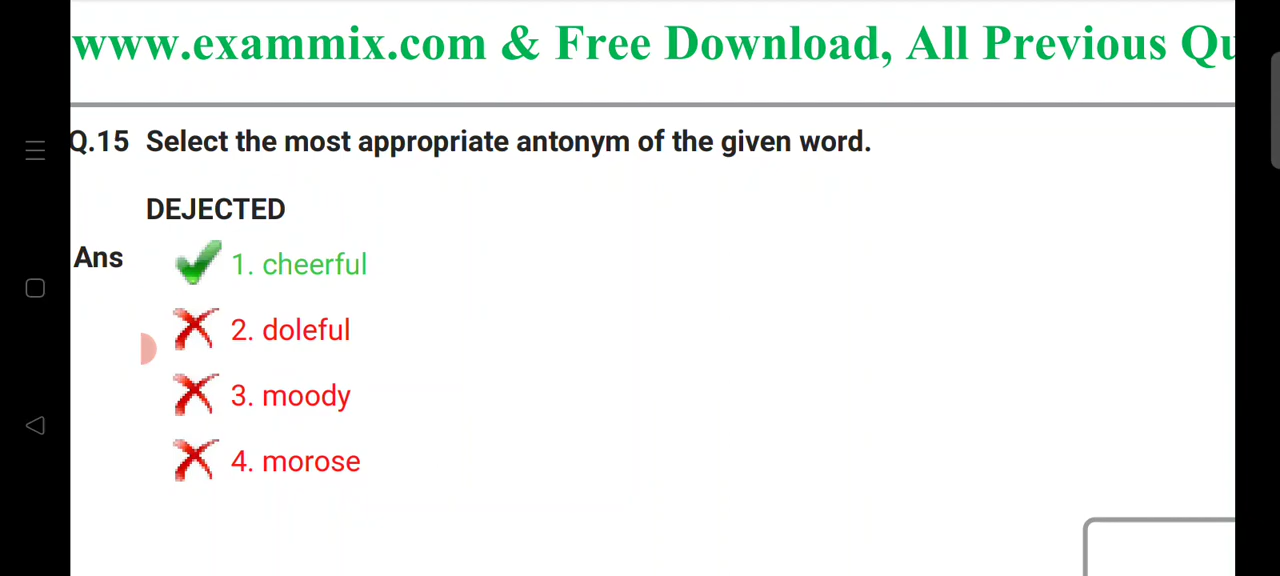 www.exammix.com & Free Download, All Previous Qu
Q.15 Select the most appropriate antonym of the given word.
DEJECTED
Ans 1. cheerful
2. doleful
3. moody
4. morose